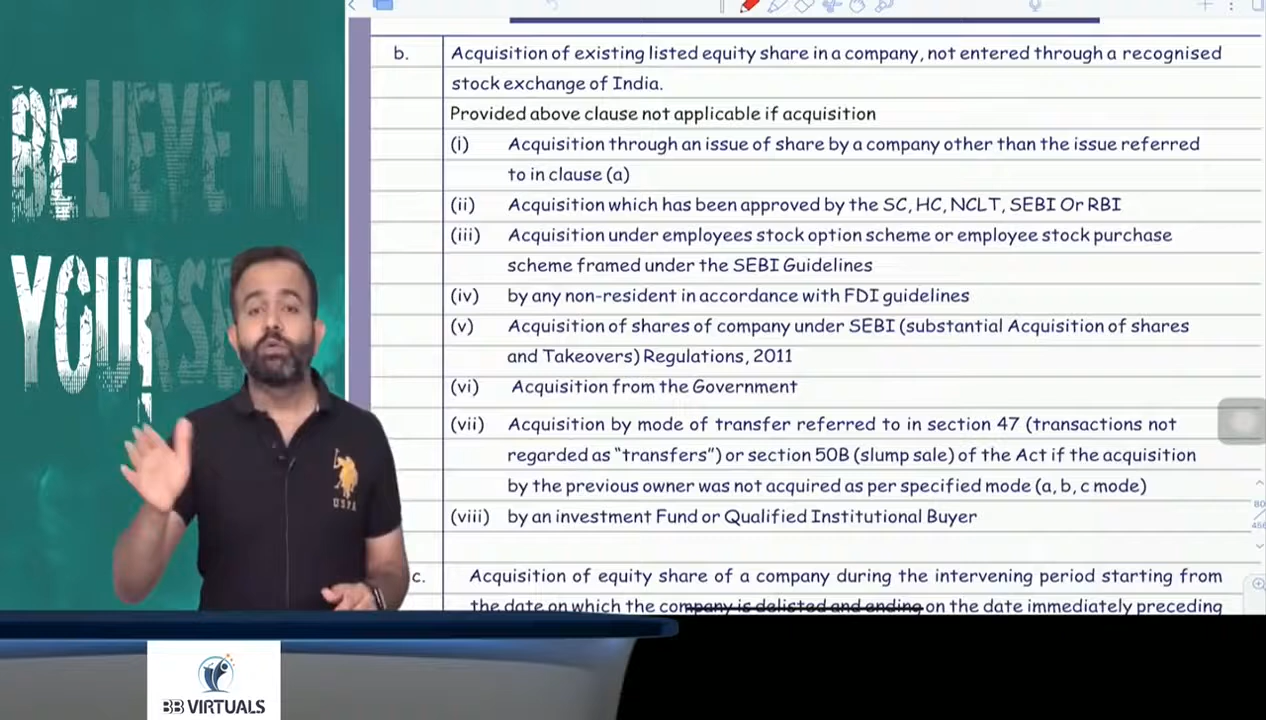 BELIEVE IN
YOURSE
b. Acquisition of existing listed equity share in a company, not entered through a recognised
stock exchange of India.
Provided above clause not applicable if acquisition
(i) Acquisition through an issue of share by a company other than the issue referred
to in clause (a)
(ii) Acquisition which has been approved by the SC, HC, NCLT, SEBI Or RBI
(iii) Acquisition under employees stock option scheme or employee stock purchase
scheme framed under the SEBI Guidelines
(iv) by any non-resident in accordance with FDI guidelines
(v) Acquisition of shares of company under SEBI (substantial Acquisition of shares
and Takeovers) Regulations, 2011
(vi) Acquisition from the Government
(vii) Acquisition by mode of transfer referred to in section 47 (transactions not
regarded as “transfers”) or section 50B (slump sale) of the Act if the acquisition
by the previous owner was not acquired as per specified mode (a, b, c mode)
(viii) by an investment Fund or Qualified Institutional Buyer
c. Acquisition of equity share of a company during the intervening period starting from
the date on which the company is delisted and ending on the date immediately preceding
USPA
BB VIRTUALS